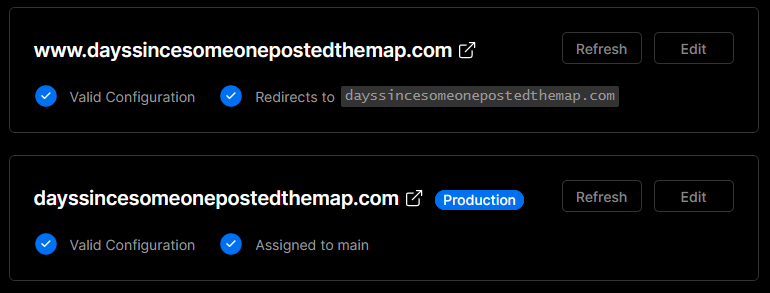 www.dayssincesomeonepostedthemap.com Refresh Edit
Valid Configuration Redirects to dayssincesomeonepostedthemap.com
dayssincesomeonepostedthemap.com Production Refresh Edit
Valid Configuration Assigned to main